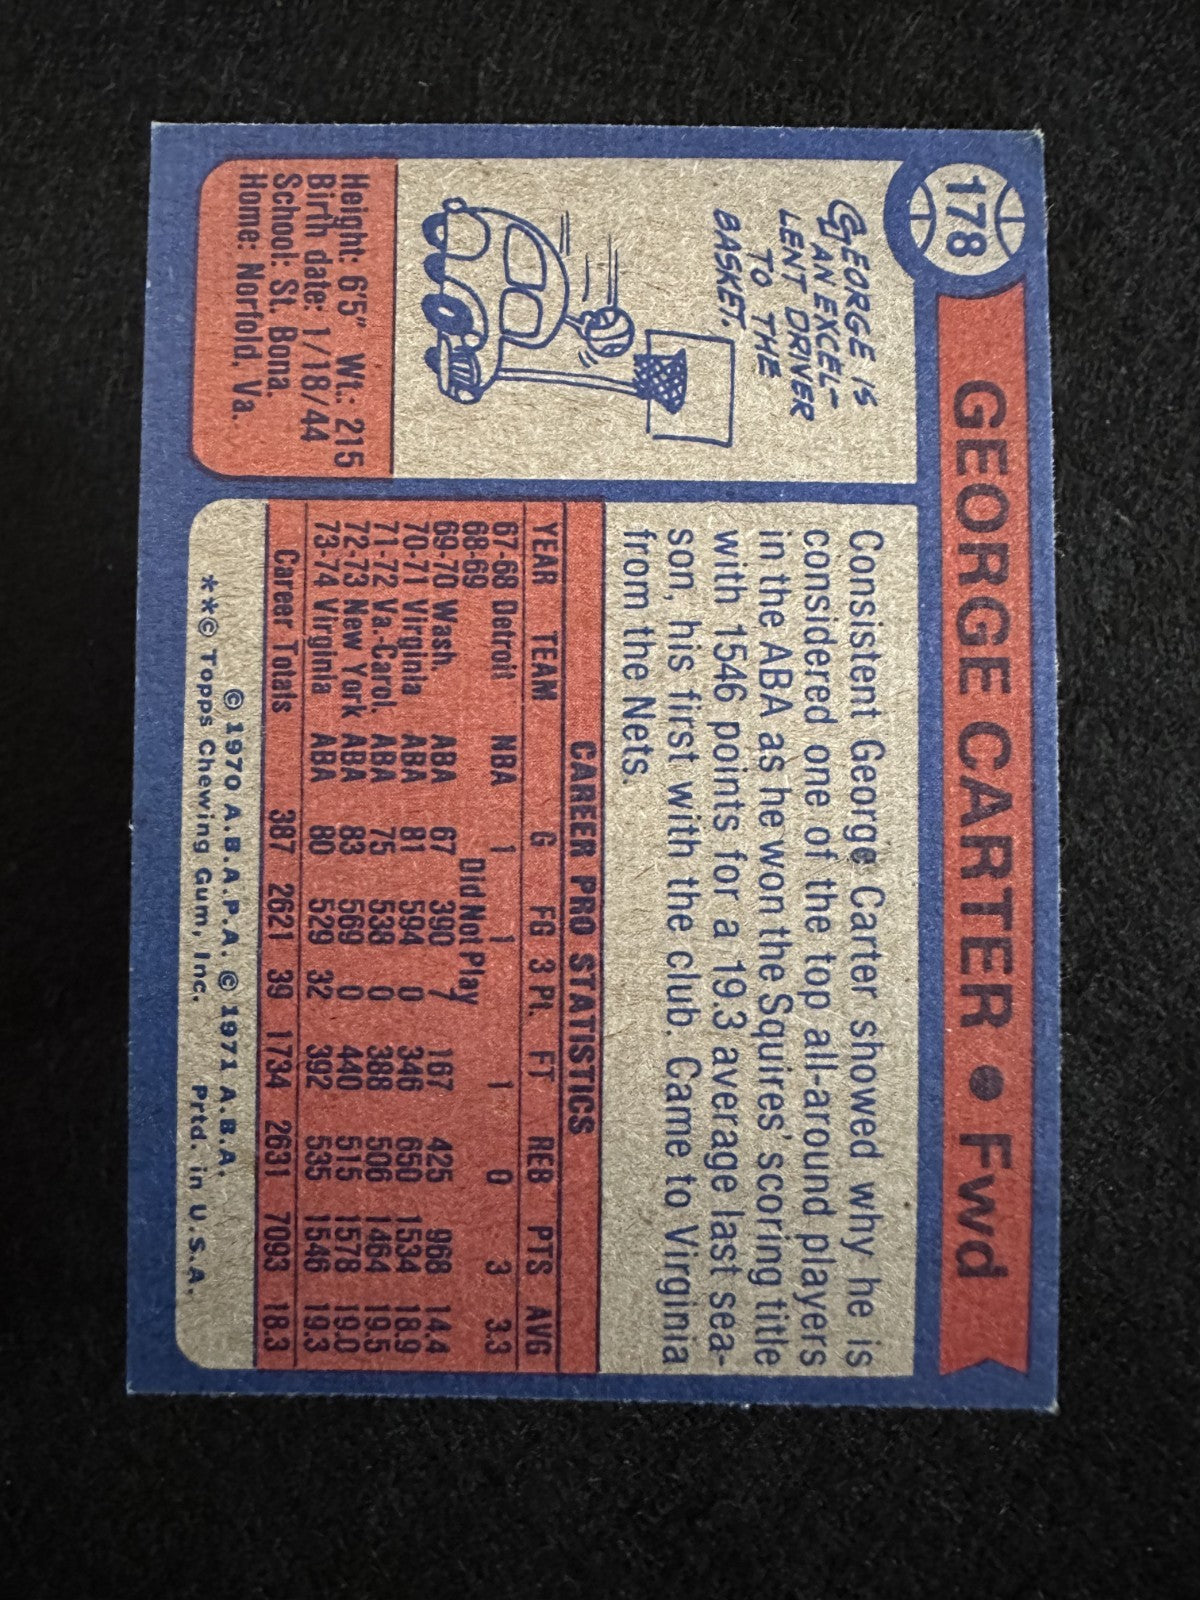 178
GEORGE CARTER • Fwd
GEORGE IS
AN EXCEL-
LENT DRIVER
TO THE
BASKET.
Height: 6'5" Wt.: 215
Birth date: 1/18/44
School: St. Bona.
Home: Norfold, Va.
Consistent George Carter showed why he is
considered one of the top all-around players
in the ABA as he won the Squires' scoring title
with 1546 points for a 19.3 average last sea-
son, his first with the club. Came to Virginia
from the Nets.
CAREER PRO STATISTICS
YEAR TEAM G FG 3 Pt. FT REB PTS AVG
67-68 Detroit NBA 1 1 1 0 3 3.3
68-69 Did Not Play
69-70 Wash. ABA 67 390 7 167 425 968 14.4
70-71 Virginia ABA 81 594 0 346 650 1534 18.9
71-72 Va.-Carol. ABA 75 538 0 388 506 1464 19.5
72-73 New York ABA 83 569 0 440 515 1578 19.0
73-74 Virginia ABA 80 529 32 392 535 1546 19.3
Career Totals 387 2621 39 1734 2631 7093 18.3
© 1970 A.B.A.P.A. © 1971 A.B.A.
**© Topps Chewing Gum, Inc. Prtd. in U.S.A.